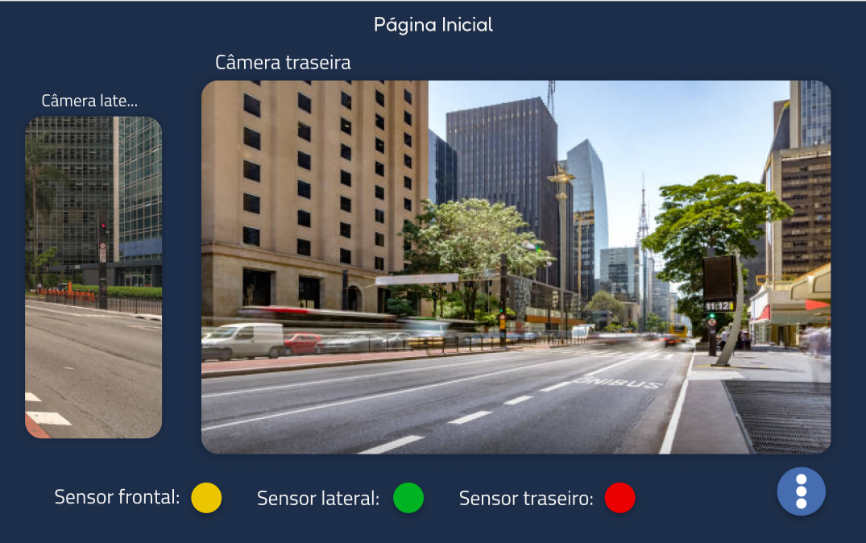 Página Inicial
Câmera traseira
Câmera late...
ÔNIBUS
Sensor frontal:
Sensor lateral:
Sensor traseiro: